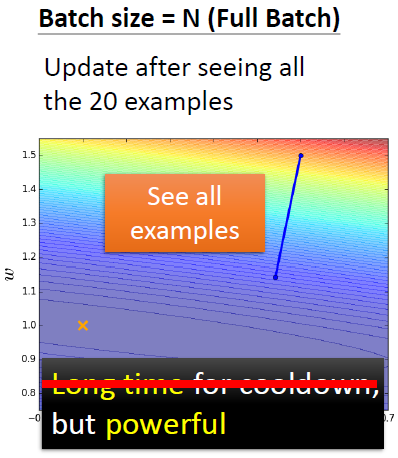 Batch size = N (Full Batch)
Update after seeing all
the 20 examples
See all
examples
1.5
1.4
1.3
1.2
1.1
1.0
0.9
0.8
w
0.7
Long time for cooldown,
but powerful